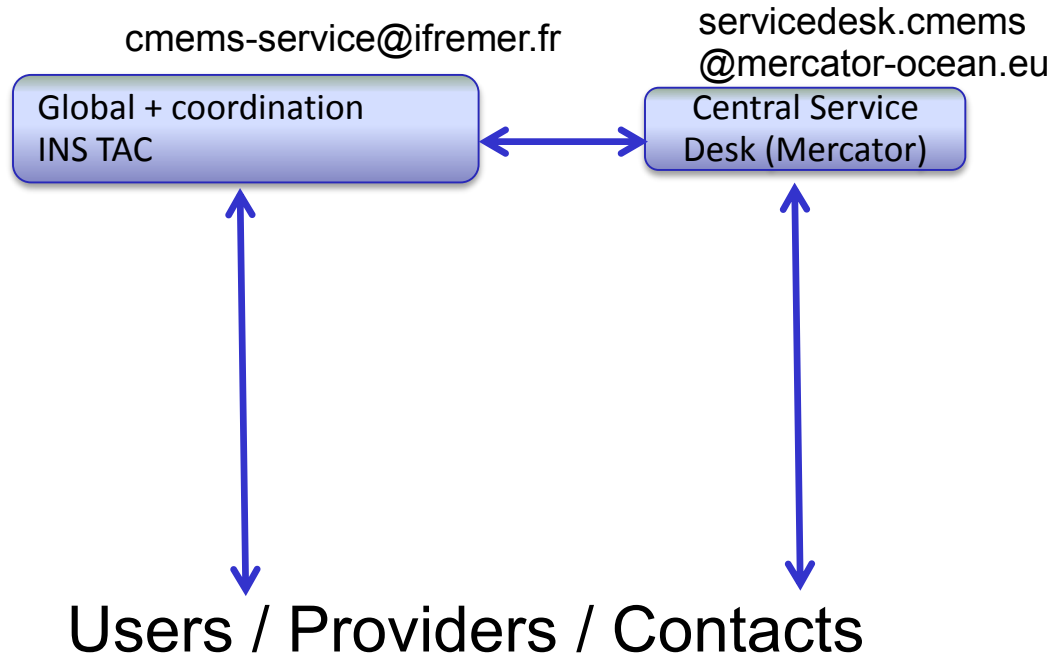 cmems-service@ifremer.fr
servicedesk.cmems
@mercator-ocean.eu
Global + coordination
INS TAC
Central Service
Desk (Mercator)
Users / Providers / Contacts